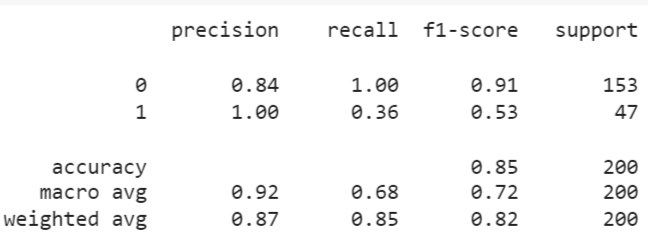 precision recall f1-score support
0 0.84 1.00 0.91 153
1 1.00 0.36 0.53 47
accuracy 0.85 200
macro avg 0.92 0.68 0.72 200
weighted avg 0.87 0.85 0.82 200